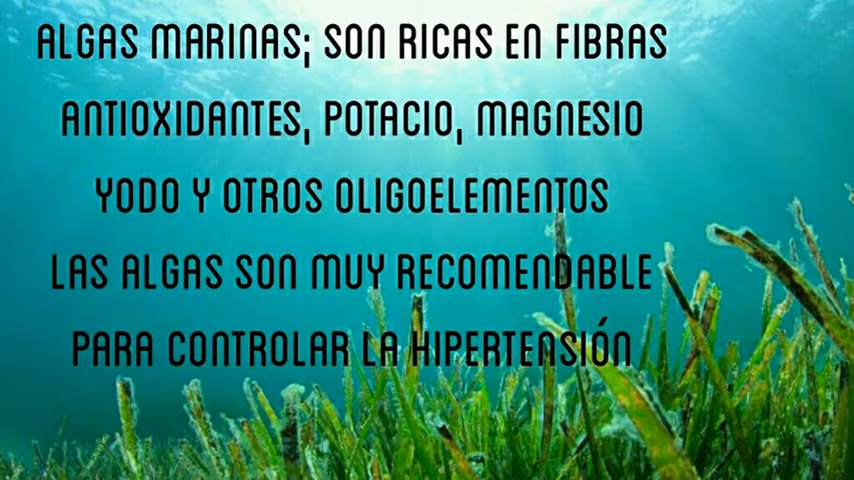 ALGAS MARINAS; SON RICAS EN FIBRAS
ANTIOXIDANTES, POTACIO, MAGNESIO
YODO Y OTROS OLIGOELEMENTOS
LAS ALGAS SON MUY RECOMENDABLE
PARA CONTROLAR LA HIPERTENSIÓN